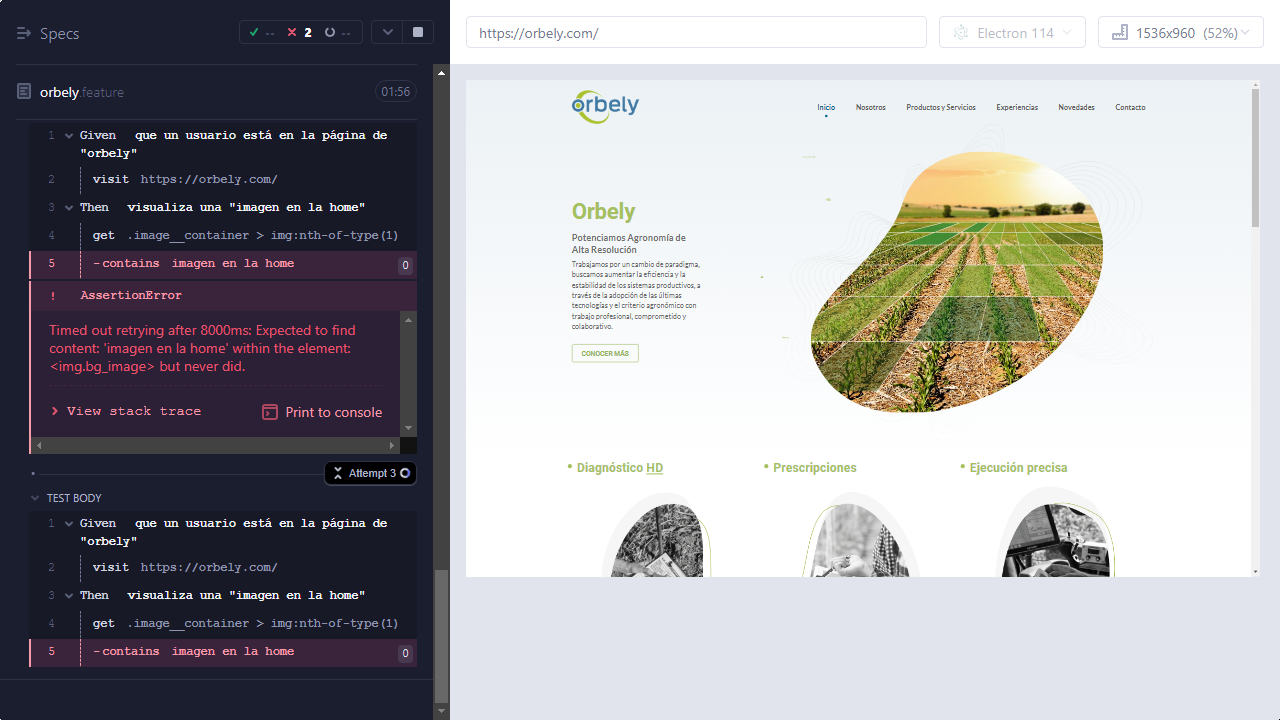 Specs
-- 2 --
orbely.feature
01:56
1 Given que un usuario está en la página de
"orbely"
2 visit https://orbely.com/
3 Then visualiza una "imagen en la home"
4 get .image__container > img:nth-of-type(1)
5 -contains imagen en la home 0
! AssertionError
Timed out retrying after 8000ms: Expected to find
content: 'imagen en la home' within the element:
<img.bg_image> but never did.
View stack trace
Print to console
Attempt 3
TEST BODY
1 Given que un usuario está en la página de
"orbely"
2 visit https://orbely.com/
3 Then visualiza una "imagen en la home"
4 get .image__container > img:nth-of-type(1)
5 -contains imagen en la home 0
https://orbely.com/
Electron 114
1536x960 (52%)
orbely
Inicio Nosotros Productos y Servicios Experiencias Novedades Contacto
Orbely
Potenciamos Agronomía de
Alta Resolución
Trabajamos por un cambio de paradigma,
buscamos aumentar la eficiencia y la
estabilidad de los sistemas productivos, a
través de la adopción de las últimas
tecnologías y el criterio agronómico con
trabajo profesional, comprometido y
colaborativo.
CONOCER MÁS
• Diagnóstico HD
• Prescripciones
• Ejecución precisa